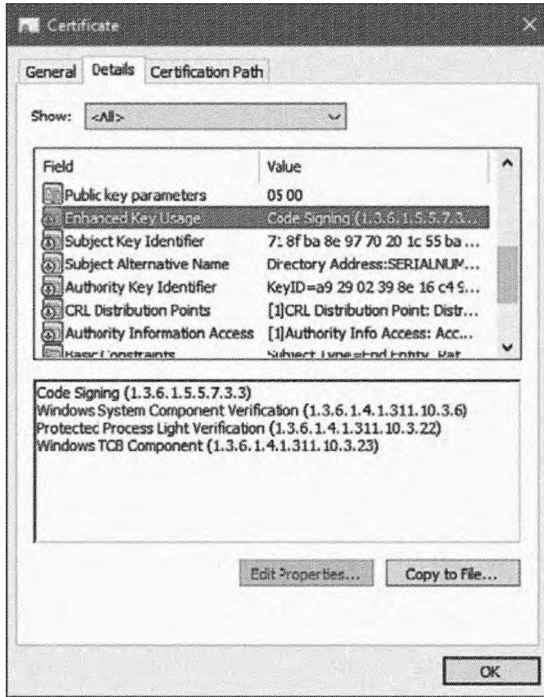 Certificate
General Details Certification Path
Show: <All>
Field Value
Public key parameters 05 00
Enhanced Key Usage Code Signing (1.3.6.1.5.5.7.3...
Subject Key Identifier 71 8f ba 8e 97 70 20 1c 55 ba ...
Subject Alternative Name Directory Address:SERIALNUM...
Authority Key Identifier KeyID=a9 29 02 39 8e 16 c4 9...
CRL Distribution Points [1]CRL Distribution Point: Distr...
Authority Information Access [1]Authority Info Access: Acc...
Basic Constraints Subject Type=End Entity, Pat...
Code Signing (1.3.6.1.5.5.7.3.3)
Windows System Component Verification (1.3.6.1.4.1.311.10.3.6)
Protectec Process Light Verification (1.3.6.1.4.1.311.10.3.22)
Windows TCB Component (1.3.6.1.4.1.311.10.3.23)
Edit Properties... Copy to File...
OK